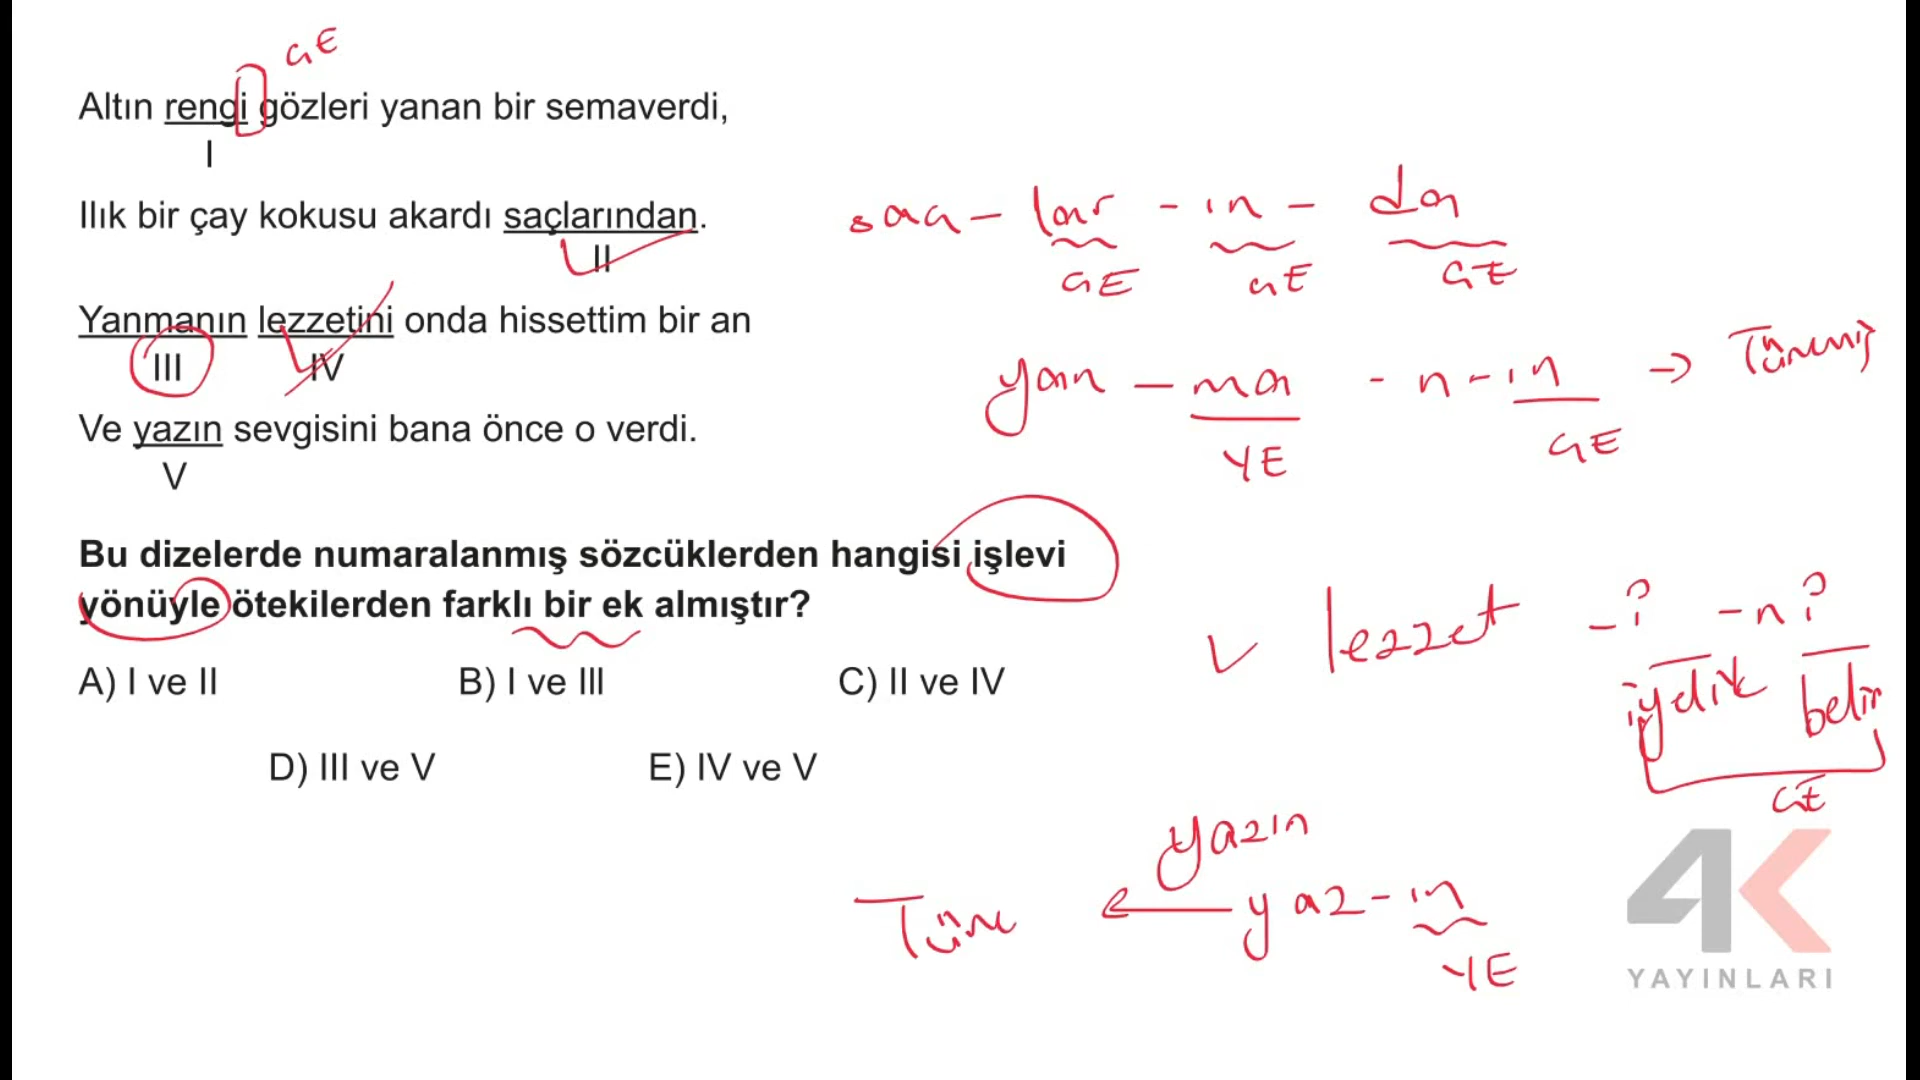 GE
Altın rengi gözleri yanan bir semaverdi,
I
Ilık bir çay kokusu akardı saçlarından.
II
Yanmanın lezzetini onda hissettim bir an
III IV
Ve yazın sevgisini bana önce o verdi.
V
Bu dizelerde numaralanmış sözcüklerden hangisi işlevi
yönüyle ötekilerden farklı bir ek almıştır?
A) I ve II B) I ve III C) II ve IV
D) III ve V E) IV ve V
- lar - ın - da
GE GE GE
yan - ma - n - ın → Türemiş
YE GE
lezzet - ? - n ?
iyelik belir
GE
yazın
Türe ← yaz - ın
YE
4K
YAYINLARI